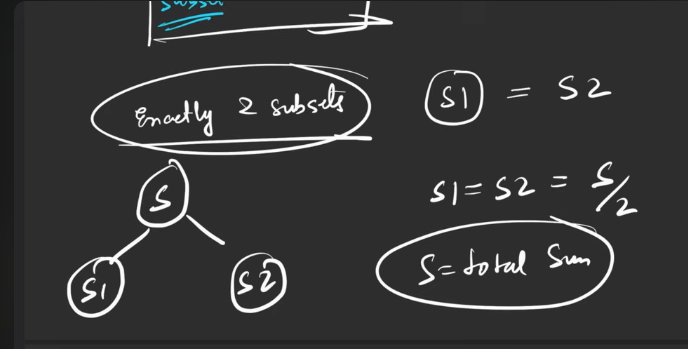 Exactly 2 subsets
S1 = S2
S
S1 = S2 = S/2
S1
S2
S = total Sum